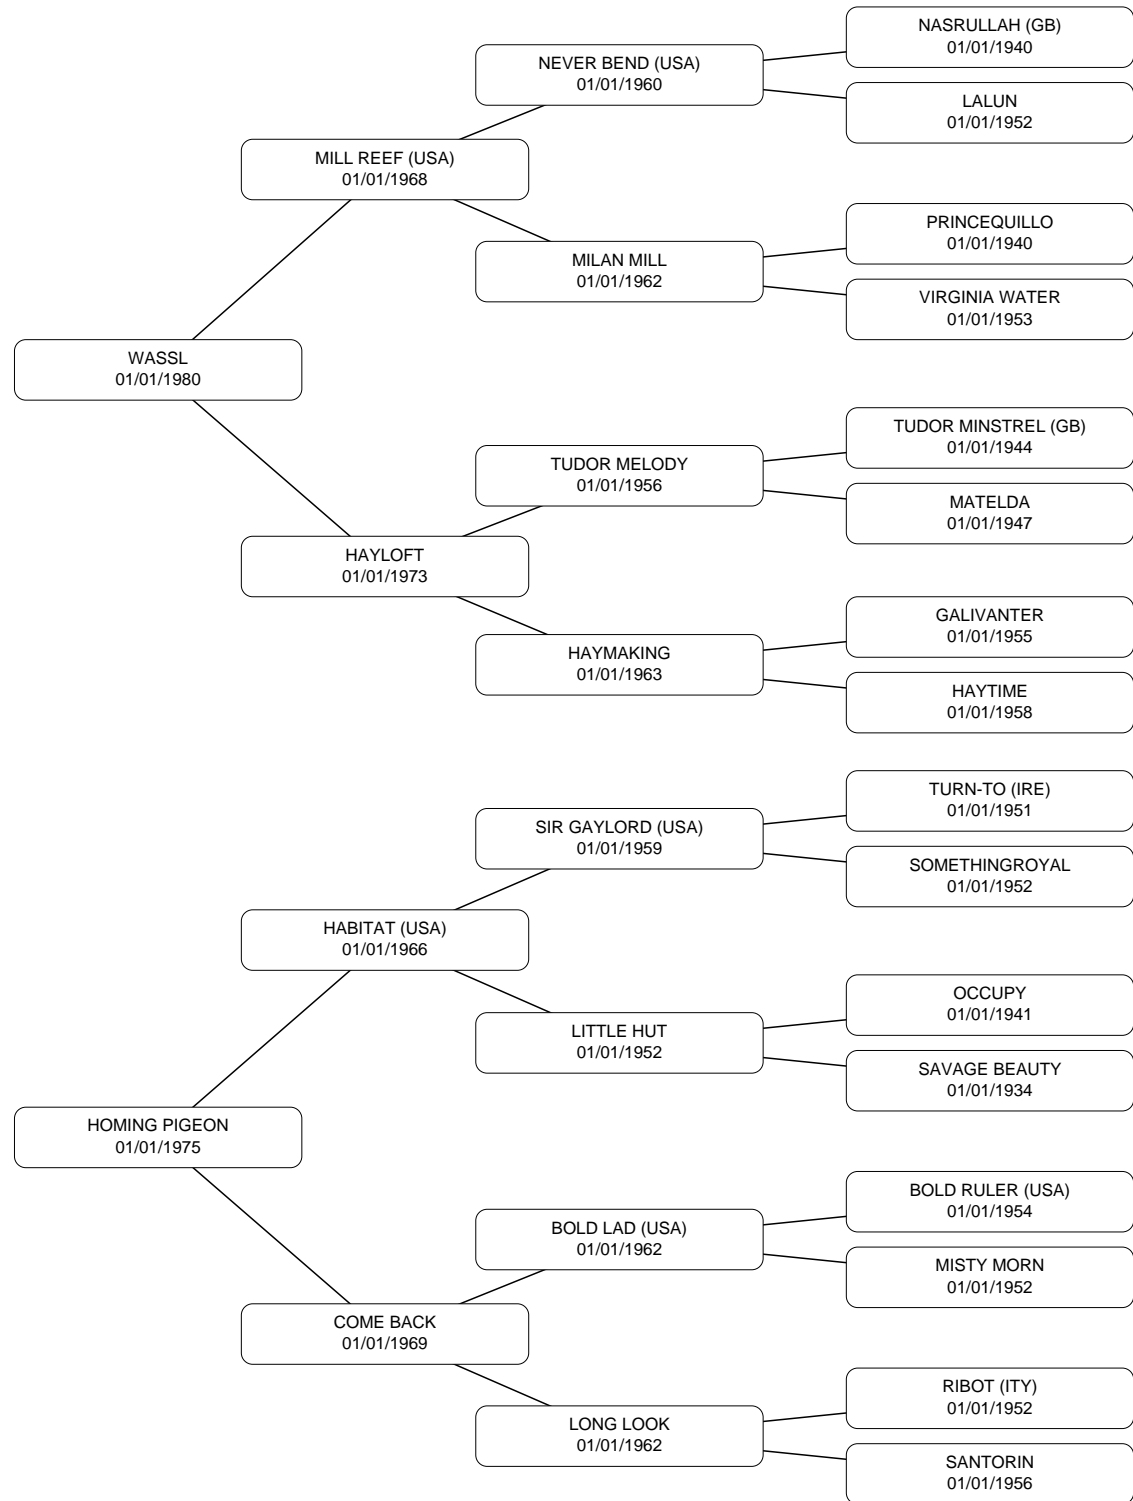 NASRULLAH (GB)
01/01/1940
NEVER BEND (USA)
01/01/1960
LALUN
01/01/1952
MILL REEF (USA)
01/01/1968
PRINCEQUILLO
01/01/1940
MILAN MILL
01/01/1962
VIRGINIA WATER
01/01/1953
WASSL
01/01/1980
TUDOR MINSTREL (GB)
01/01/1944
TUDOR MELODY
01/01/1956
MATELDA
01/01/1947
HAYLOFT
01/01/1973
GALIVANTER
01/01/1955
HAYMAKING
01/01/1963
HAYTIME
01/01/1958
TURN-TO (IRE)
01/01/1951
SIR GAYLORD (USA)
01/01/1959
SOMETHINGROYAL
01/01/1952
HABITAT (USA)
01/01/1966
OCCUPY
01/01/1941
LITTLE HUT
01/01/1952
SAVAGE BEAUTY
01/01/1934
HOMING PIGEON
01/01/1975
BOLD RULER (USA)
01/01/1954
BOLD LAD (USA)
01/01/1962
MISTY MORN
01/01/1952
COME BACK
01/01/1969
RIBOT (ITY)
01/01/1952
LONG LOOK
01/01/1962
SANTORIN
01/01/1956